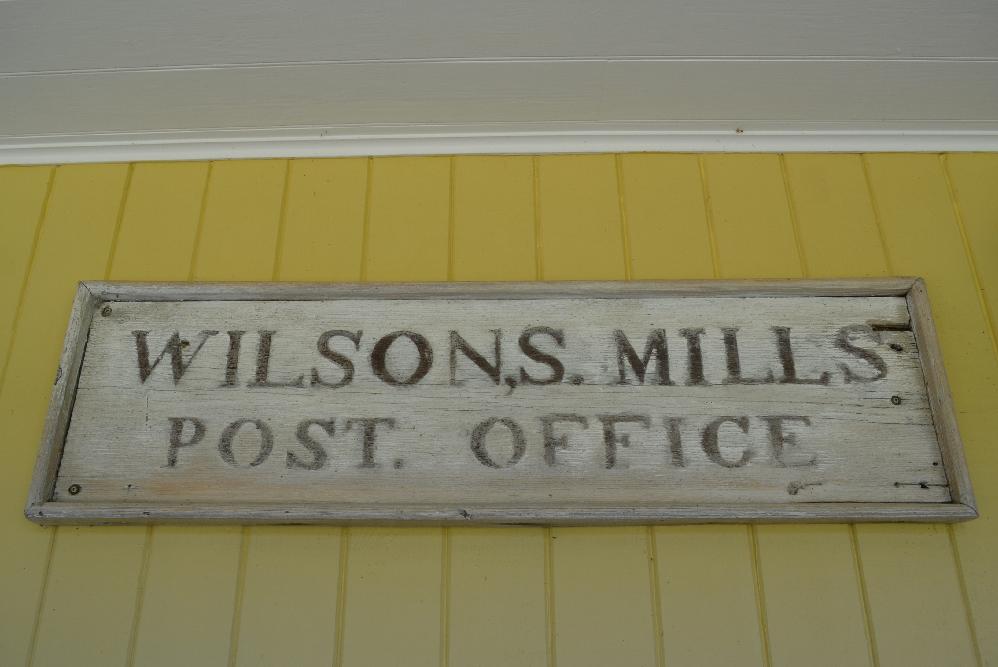 WILSON,S. MILLS
POST. OFFICE